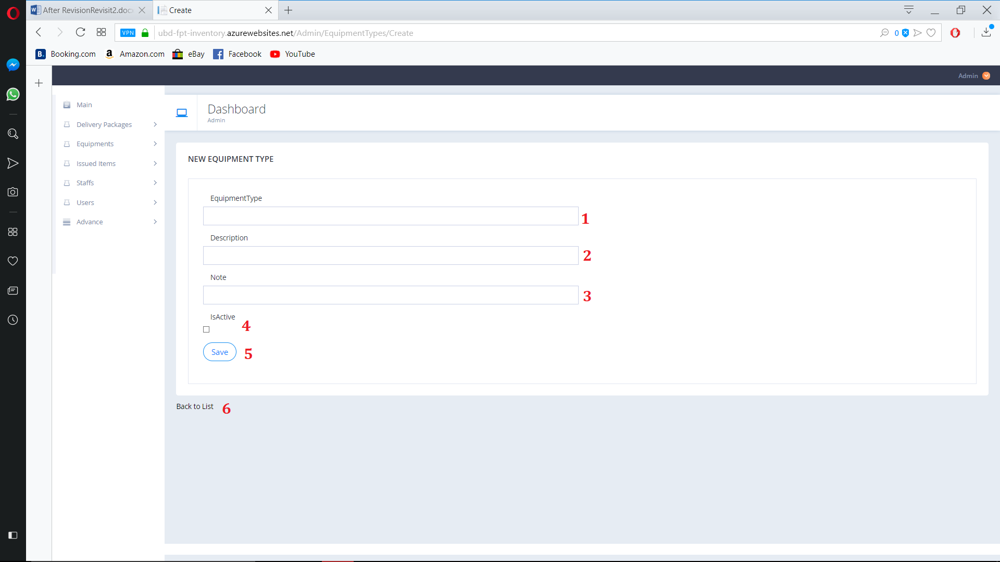 After RevisionRevisit2.docx
Create
VPN
ubd-fpt-inventory.azurewebsites.net/Admin/EquipmentTypes/Create
0
B. Booking.com
a Amazon.com
eBay
Facebook
YouTube
Admin
Main
Delivery Packages
Equipments
Issued Items
Staffs
Users
Advance
Dashboard
Admin
NEW EQUIPMENT TYPE
EquipmentType
1
Description
2
Note
3
IsActive
4
Save
5
Back to List
6